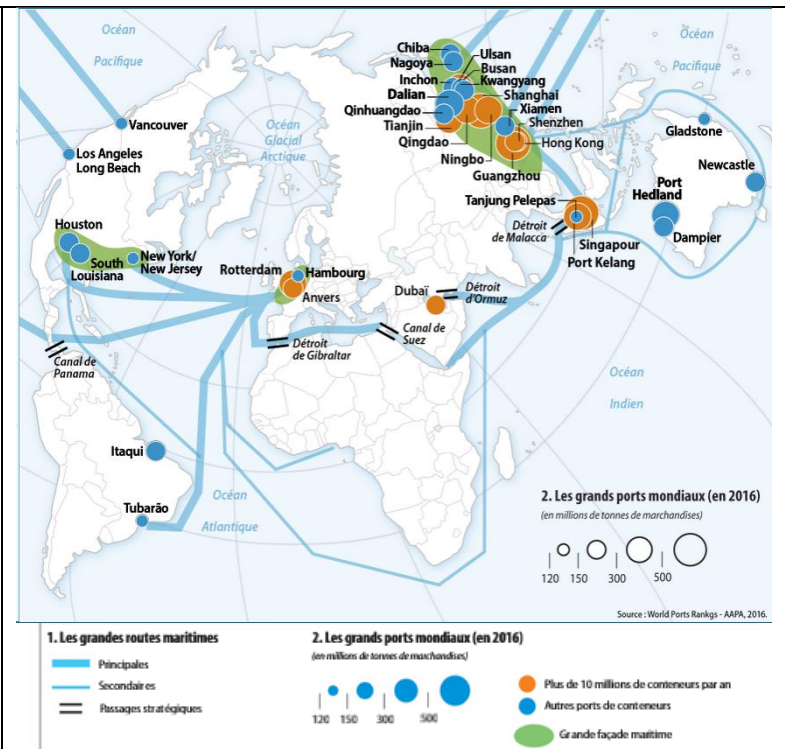 Océan
Pacifique
Océan
Glacial
Arctique
Océan
Pacifique
Chiba
Nagoya
Inchon
Dalian
Qinhuangdao
Tianjin
Qingdao
Ningbo
Guangzhou
Ulsan
Busan
Kwangyang
Shanghai
Xiamen
Shenzhen
Hong Kong
Vancouver
Los Angeles
Long Beach
Gladstone
Newcastle
Port
Hedland
Dampier
Tanjung Pelepas
Détroit
de Malacca
Singapour
Port Kelang
Houston
South
Louisiana
New York/
New Jersey
Rotterdam
Hambourg
Anvers
Dubaï
Détroit
d'Ormuz
Canal de
Suez
Détroit
de Gibraltar
Canal de
Panamá
Océan
Indien
Itaqui
Tubarão
Océan
Atlantique
2. Les grands ports mondiaux (en 2016)
(en millions de tonnes de marchandises)
120 150 300 500
Source : World Ports Rankgs - AAPA, 2016.
1. Les grandes routes maritimes
Principales
Secondaires
Passages stratégiques
2. Les grands ports mondiaux (en 2016)
(en millions de tonnes de marchandises)
120 150 300 500
Plus de 10 millions de conteneurs par an
Autres ports de conteneurs
Grande façade maritime